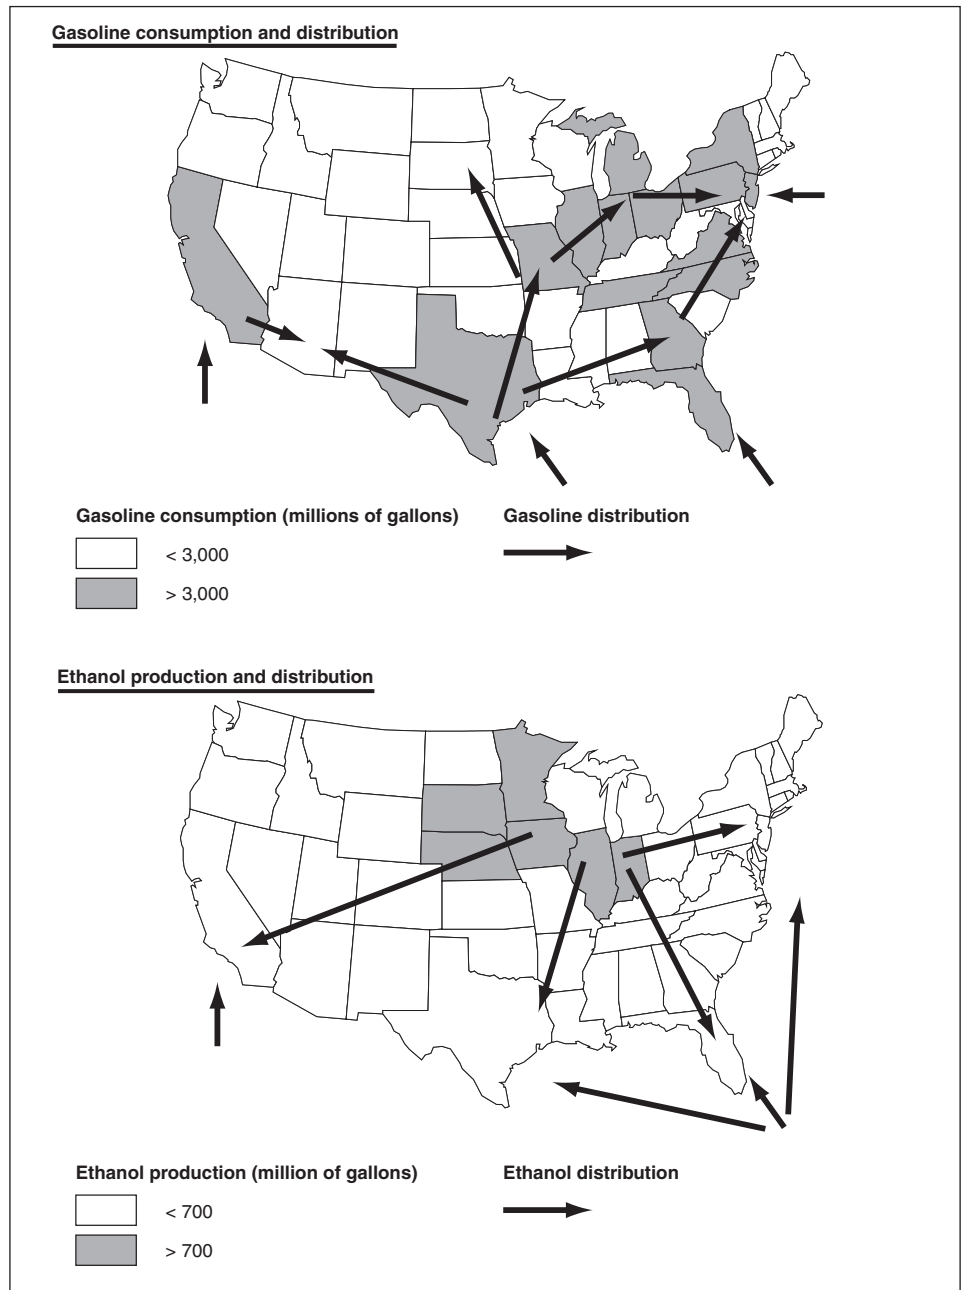 Gasoline consumption and distribution
Gasoline consumption (millions of gallons)
Gasoline distribution
< 3,000
> 3,000
Ethanol production and distribution
Ethanol production (million of gallons)
Ethanol distribution
< 700
> 700